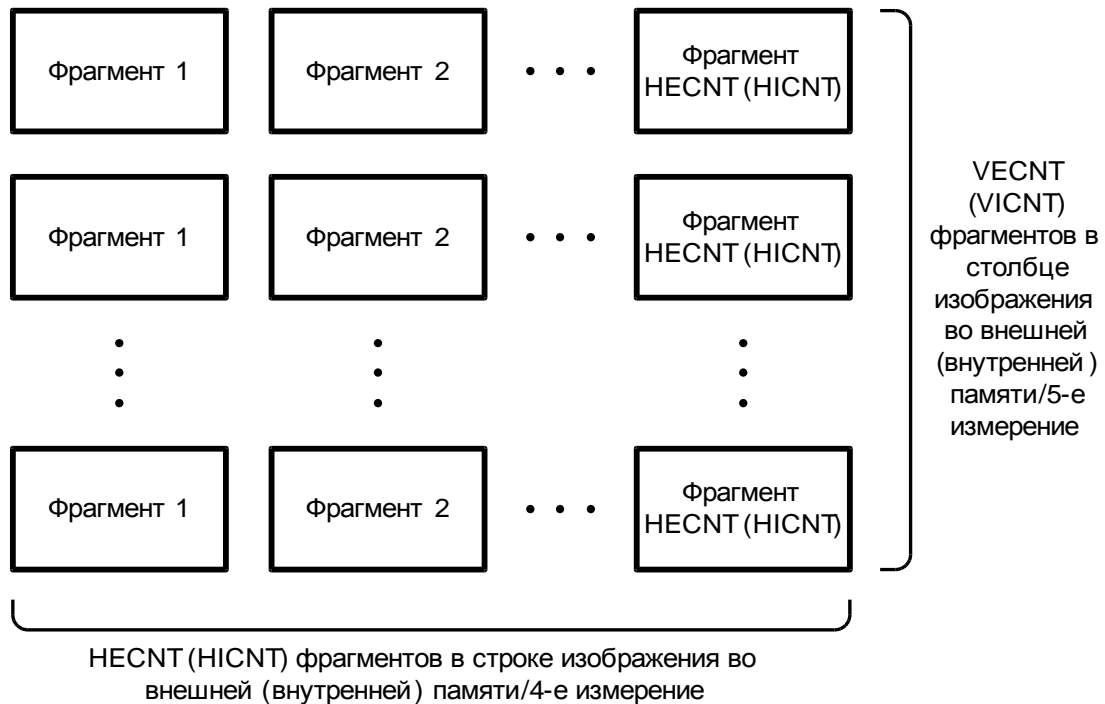 Фрагмент 1
Фрагмент 2
Фрагмент
HECNT (HICNT)
Фрагмент 1
Фрагмент 2
Фрагмент
HECNT (HICNT)
Фрагмент 1
Фрагмент 2
Фрагмент
HECNT (HICNT)
VECNT
(VICNT)
фрагментов в
столбце
изображения
во внешней
(внутренней )
памяти/5-е
измерение
HECNT (HICNT) фрагментов в строке изображения во
внешней (внутренней ) памяти/4-е измерение